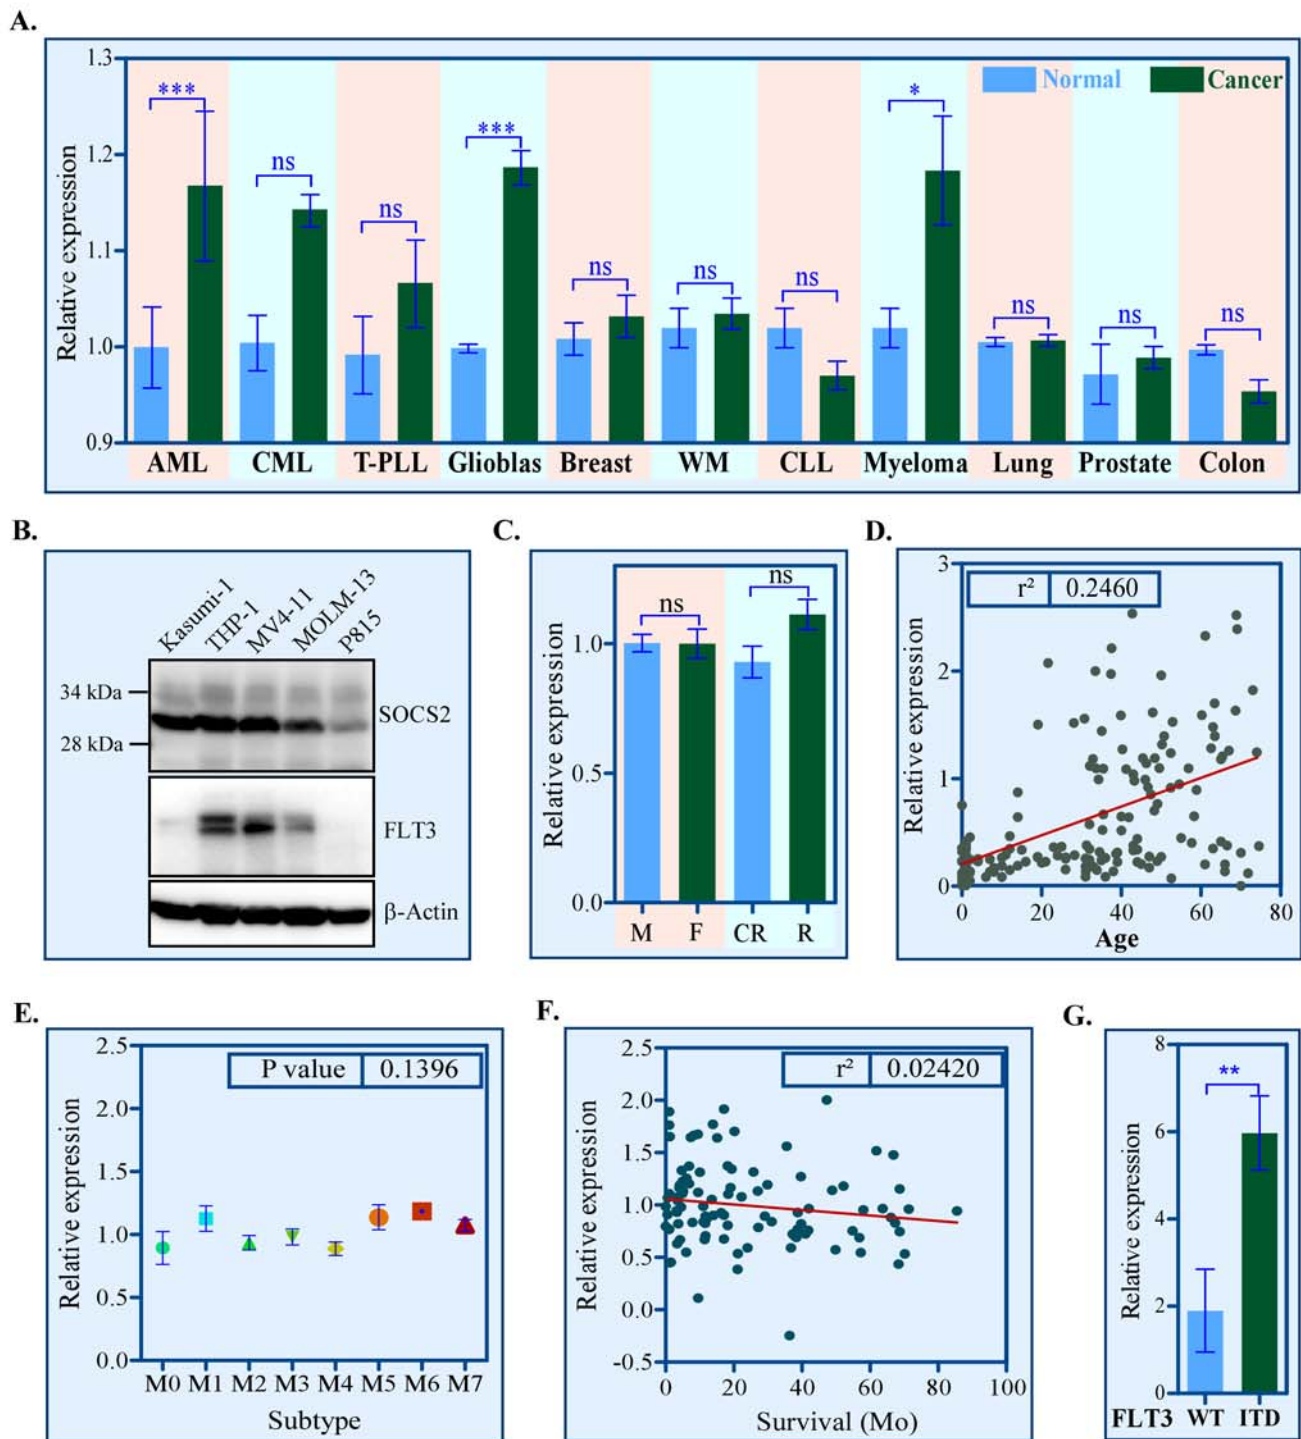 A.
1.3
1.2
1.1
1.0
0.9
Relative expression
Normal
Cancer
***
ns
ns
***
ns
ns
ns
*
ns
ns
ns
AML
CML
T-PLL
Glioblas
Breast
WM
CLL
Myeloma
Lung
Prostate
Colon
B.
Kasumi-1
THP-1
MV4-11
MOLM-13
P815
34 kDa
28 kDa
SOCS2
FLT3
β-Actin
C.
ns
ns
1.0
0.5
0.0
Relative expression
M
F
CR
R
D.
r² 0.2460
3
2
1
0
Relative expression
0 20 40 60 80
Age
E.
P value 0.1396
2.5
2.0
1.5
1.0
0.5
0.0
Relative expression
M0 M1 M2 M3 M4 M5 M6 M7
Subtype
F.
r² 0.02420
2.5
2.0
1.5
1.0
0.5
0.0
-0.5
Relative expression
0 20 40 60 80 100
Survival (Mo)
G.
**
8
6
4
2
0
Relative expression
FLT3 WT ITD